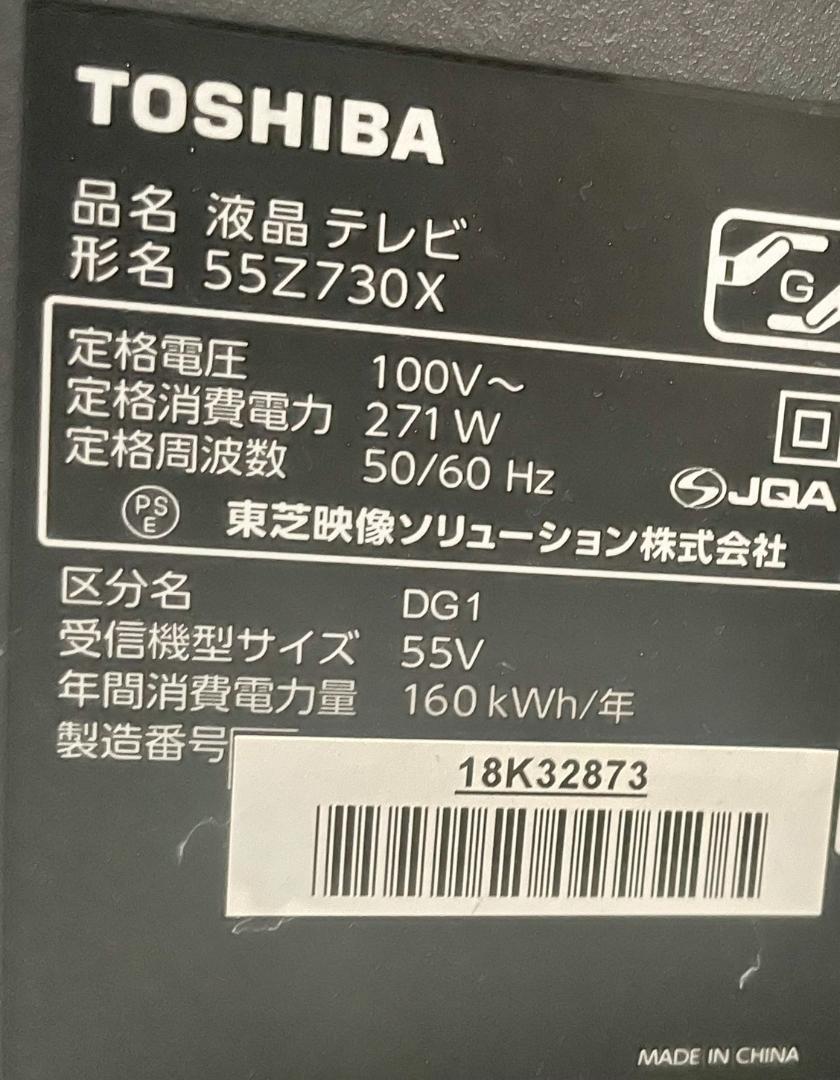 TOSHIBA
品名 液晶 テレビ
形名 55Z730X
G
定格電圧 100V～
定格消費電力 271 W
定格周波数 50/60 Hz
JQA
PS
E
東芝映像ソリューション株式会社
区分名 DG1
受信機型サイズ 55V
年間消費電力量 160 kWh/年
製造番号
18K32873
MADE IN CHINA